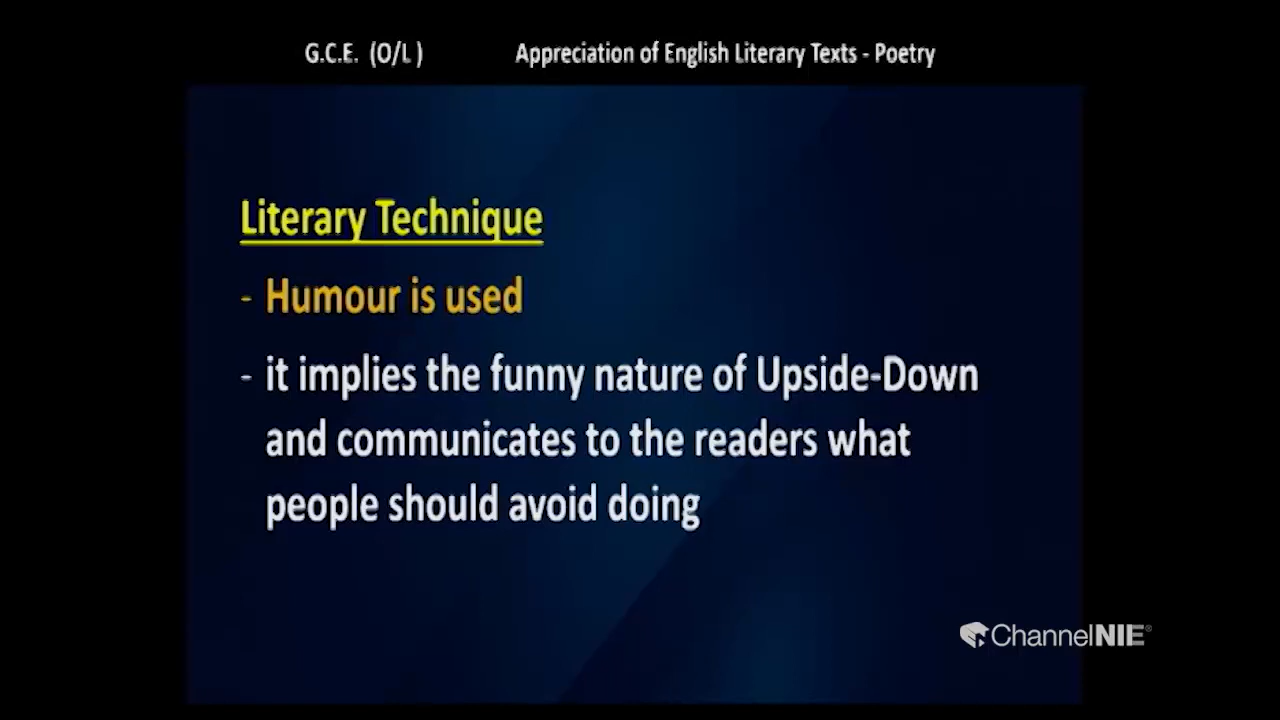 G.C.E. (O/L ) Appreciation of English Literary Texts - Poetry
Literary Technique
- Humour is used
- it implies the funny nature of Upside-Down
and communicates to the readers what
people should avoid doing
ChannelNIE®